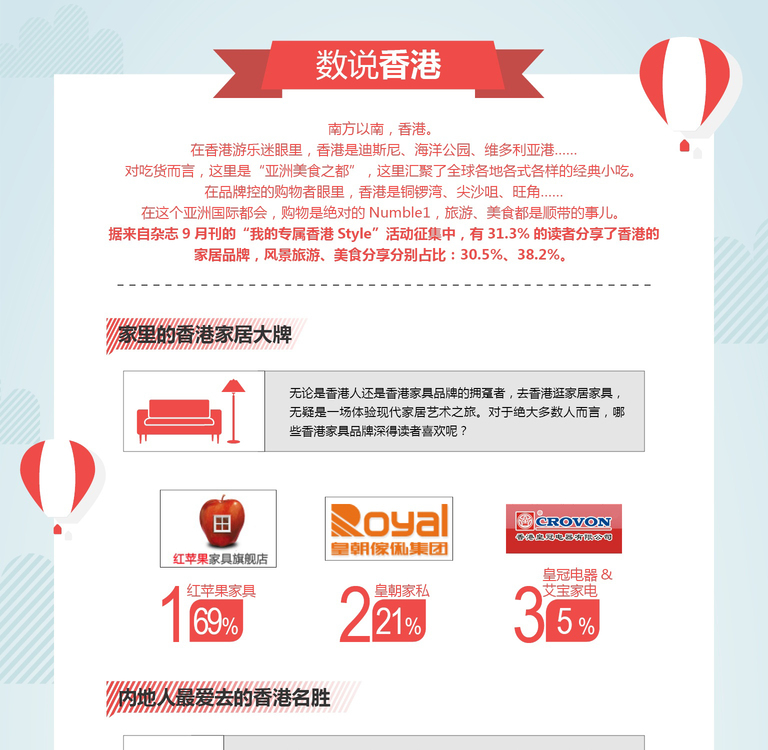 数说香港
南方以南，香港。
在香港游乐迷眼里，香港是迪斯尼、海洋公园、维多利亚港……
对吃货而言，这里是“亚洲美食之都”，这里汇聚了全球各地各式各样的经典小吃。
在品牌控的购物者眼里，香港是铜锣湾、尖沙咀、旺角……
在这个亚洲国际都会，购物是绝对的 Numble1，旅游、美食都是顺带的事儿。
据来自杂志 9 月刊的“我的专属香港 Style”活动征集中，有 31.3% 的读者分享了香港的
家居品牌，风景旅游、美食分享分别占比：30.5%、38.2%。
家里的香港家居大牌
无论是香港人还是香港家具品牌的拥趸者，去香港逛家居家具，
无疑是一场体验现代家居艺术之旅。对于绝大多数人而言，哪
些香港家具品牌深得读者喜欢呢？
红苹果家具旗舰店
Royal
皇朝傢俬集团
CROVON
香港皇冠电器有限公司
1 红苹果家具
69%
2 皇朝家私
21%
3 皇冠电器 &
艾宝家电
5 %
内地人最爱去的香港名胜